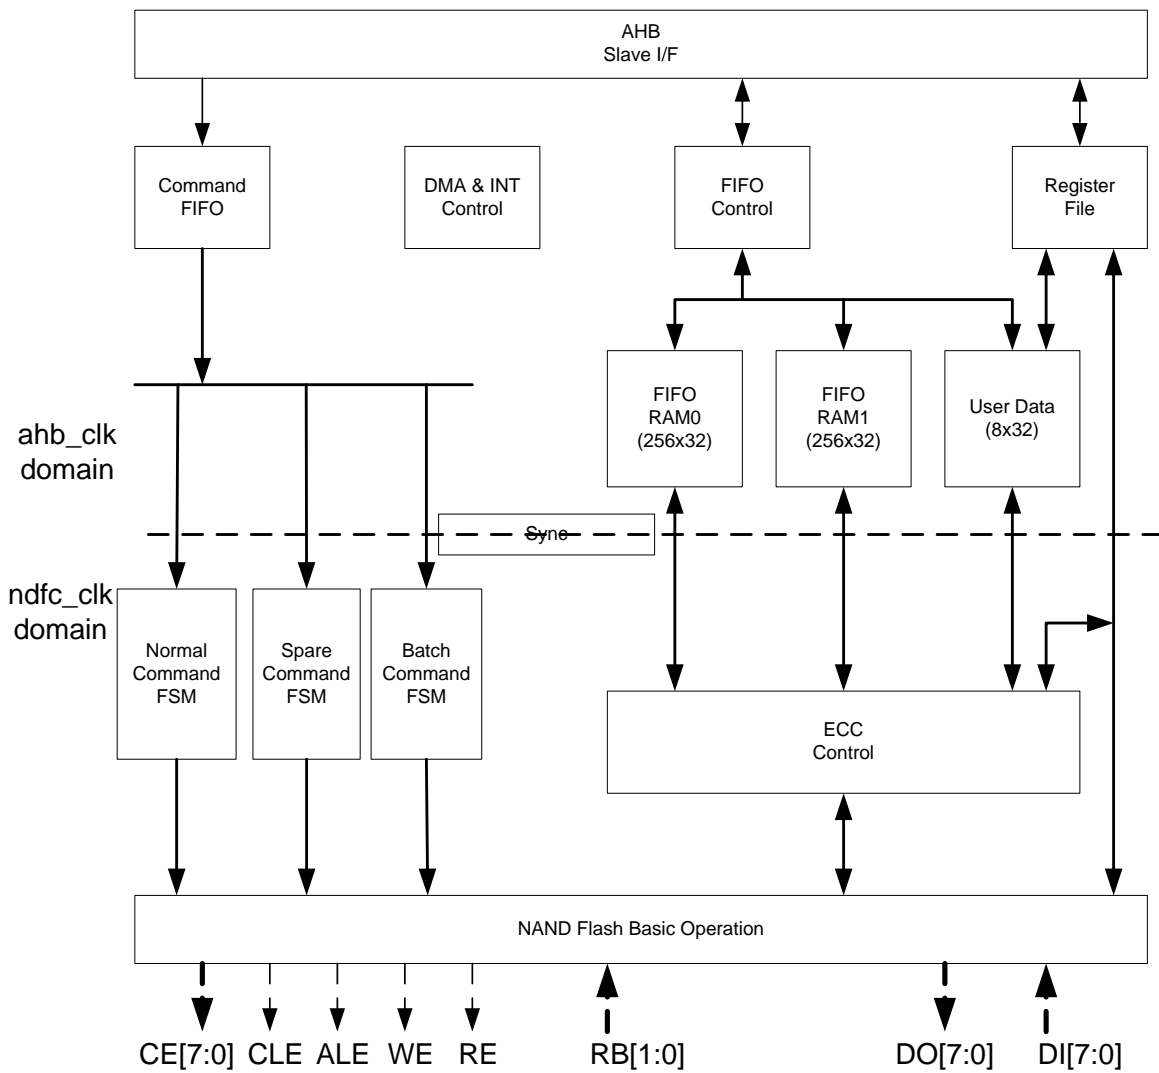 AHB
Slave I/F
Command
FIFO
DMA & INT
Control
FIFO
Control
Register
File
FIFO
RAM0
(256x32)
FIFO
RAM1
(256x32)
User Data
(8x32)
ahb_clk
domain
Sync
ndfc_clk
domain
Normal
Command
FSM
Spare
Command
FSM
Batch
Command
FSM
ECC
Control
NAND Flash Basic Operation
CE[7:0] CLE ALE WE RE RB[1:0] DO[7:0] DI[7:0]